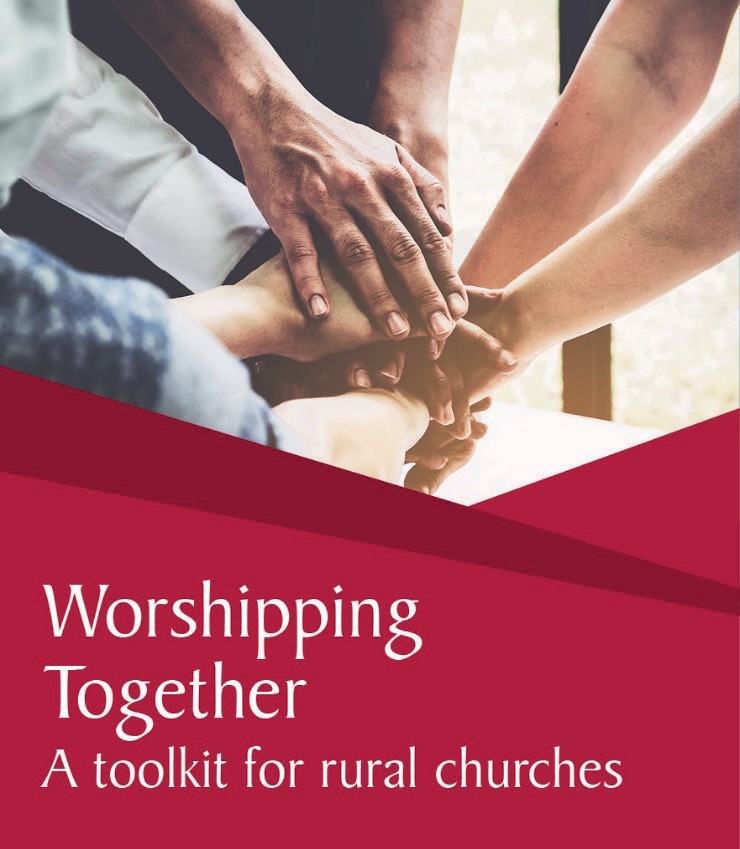 Worshipping
Together
A toolkit for rural churches